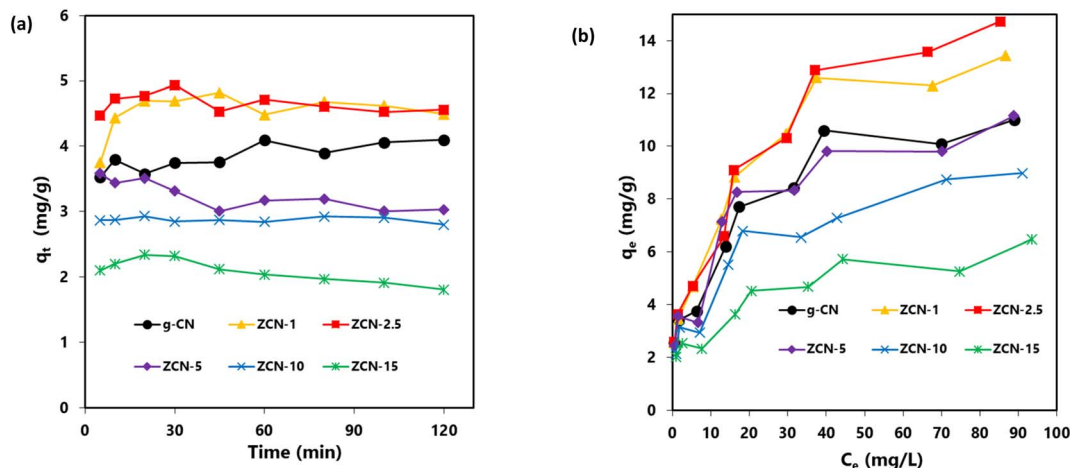 (a)
6
5
4
3
2
1
0
qt (mg/g)
g-CN ZCN-1 ZCN-2.5
ZCN-5 ZCN-10 ZCN-15
0 30 60 90 120
Time (min)
(b)
14
12
10
8
6
4
2
0
qe (mg/g)
g-CN ZCN-1 ZCN-2.5
ZCN-5 ZCN-10 ZCN-15
0 10 20 30 40 50 60 70 80 90 100
Ce (mg/L)